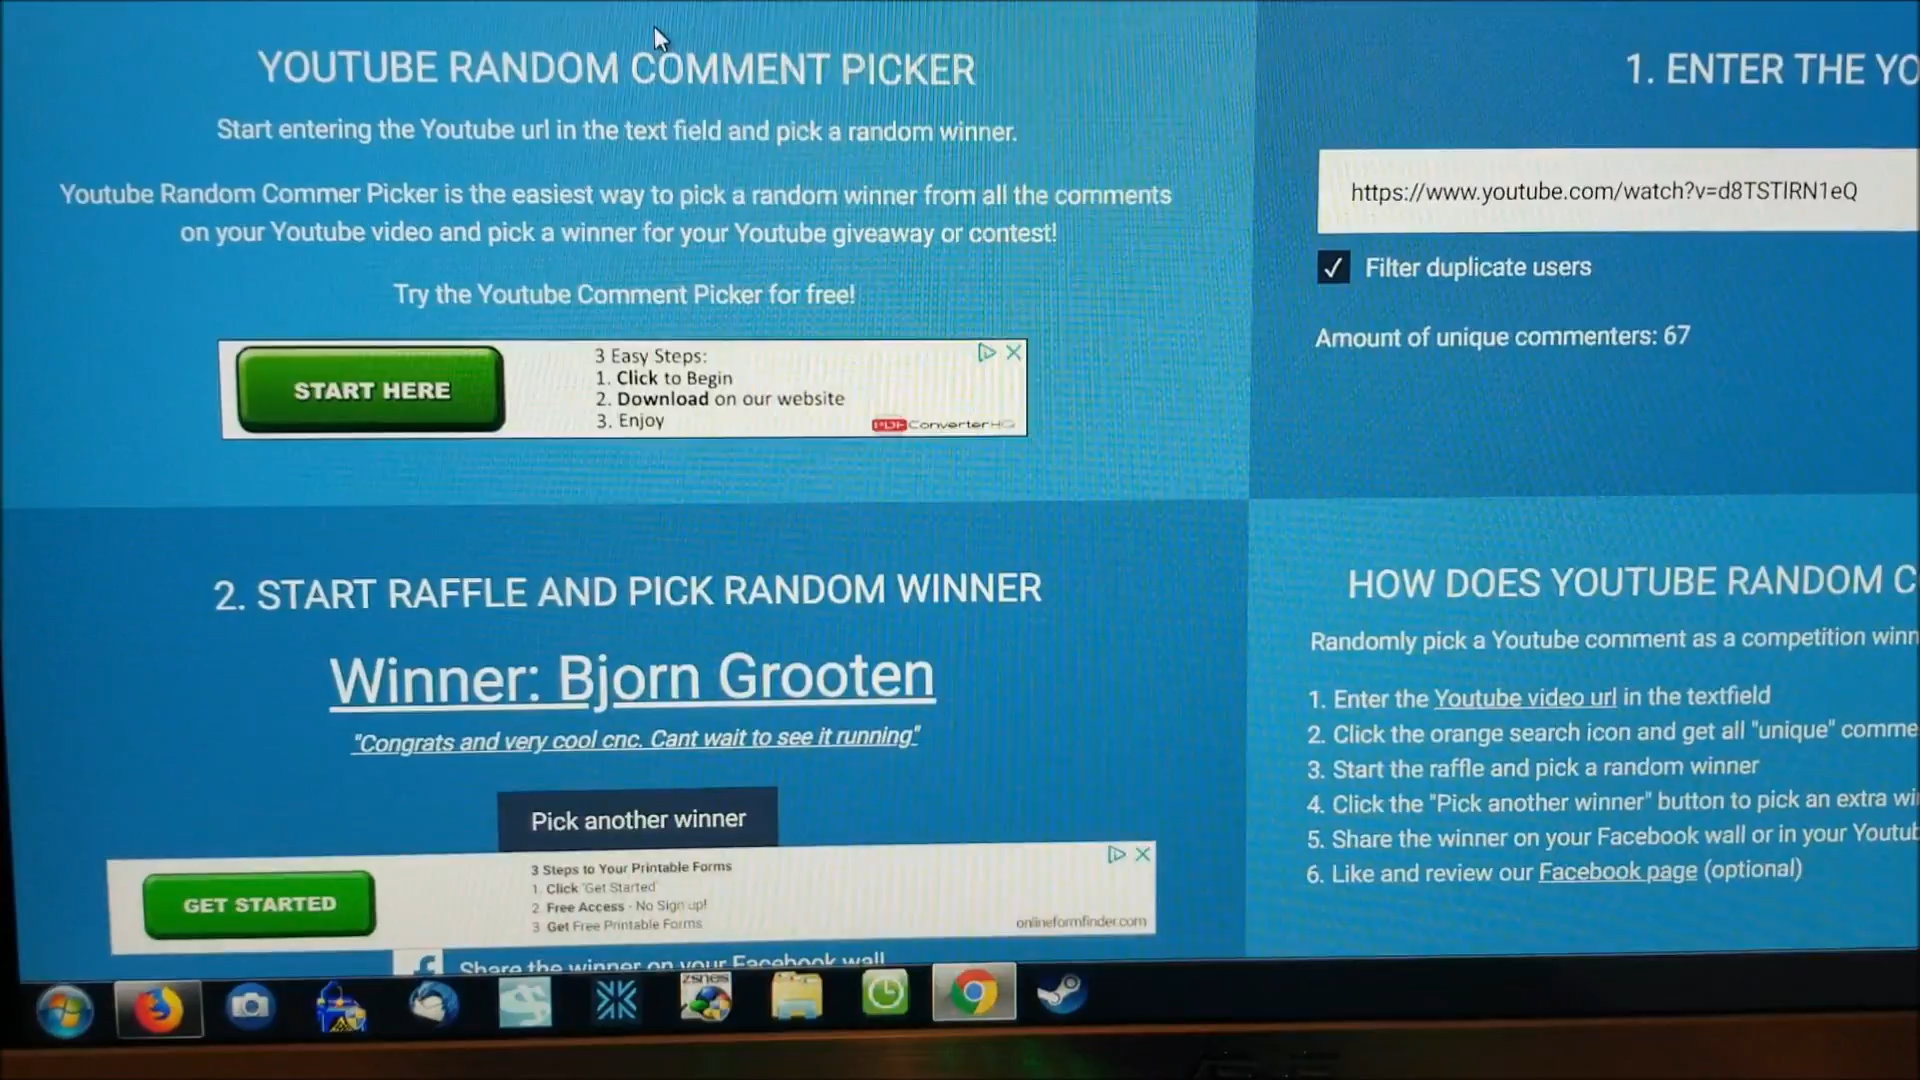 YOUTUBE RANDOM COMMENT PICKER
Start entering the Youtube url in the text field and pick a random winner.
Youtube Random Commer Picker is the easiest way to pick a random winner from all the comments
on your Youtube video and pick a winner for your Youtube giveaway or contest!
Try the Youtube Comment Picker for free!
START HERE
3 Easy Steps:
1. Click to Begin
2. Download on our website
3. Enjoy
PDF ConverterHQ
1. ENTER THE YO
https://www.youtube.com/watch?v=d8TSTlRN1eQ
✓ Filter duplicate users
Amount of unique commenters: 67
2. START RAFFLE AND PICK RANDOM WINNER
Winner: Bjorn Grooten
"Congrats and very cool cnc. Cant wait to see it running"
Pick another winner
GET STARTED
3 Steps to Your Printable Forms
1. Click 'Get Started'
2. Free Access - No Sign up!
3. Get Free Printable Forms
onlineformfinder.com
Share the winner on your Facebook wall
HOW DOES YOUTUBE RANDOM C
Randomly pick a Youtube comment as a competition winn
1. Enter the Youtube video url in the textfield
2. Click the orange search icon and get all "unique" comme
3. Start the raffle and pick a random winner
4. Click the "Pick another winner" button to pick an extra wi
5. Share the winner on your Facebook wall or in your Youtub
6. Like and review our Facebook page (optional)
ZSNES